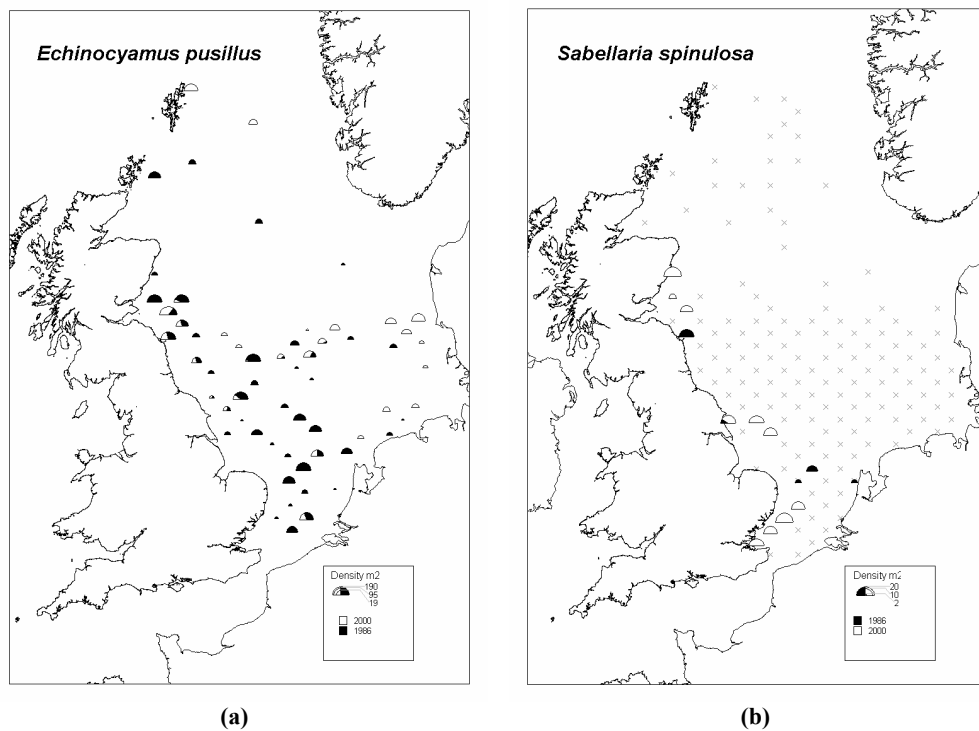 Echinocyamus pusillus
Density m2
190
95
19
2000
1986
(a)
Sabellaria spinulosa
Density m2
20
10
2
1986
2000
(b)